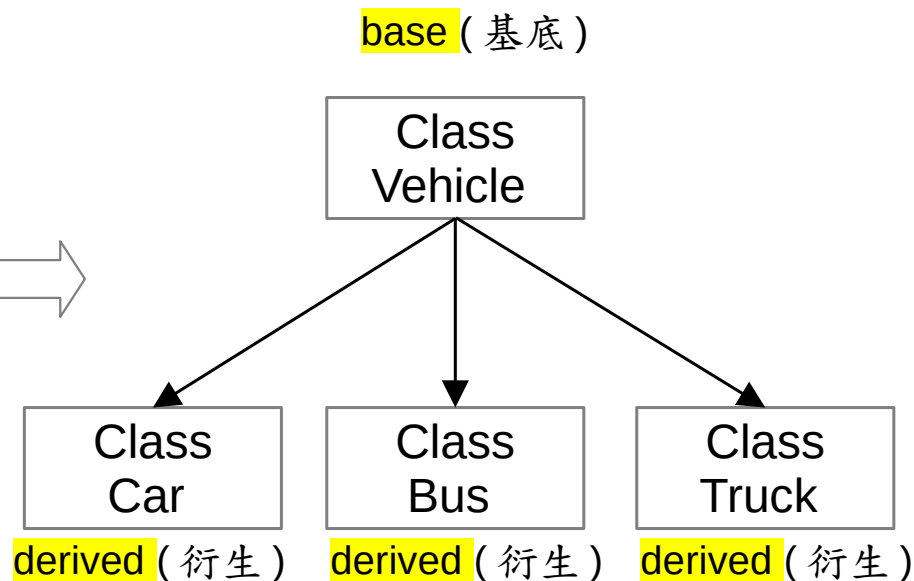 base ( 基底 )
Class
Vehicle
Class
Car
Class
Bus
Class
Truck
derived ( 衍生 )
derived ( 衍生 )
derived ( 衍生 )